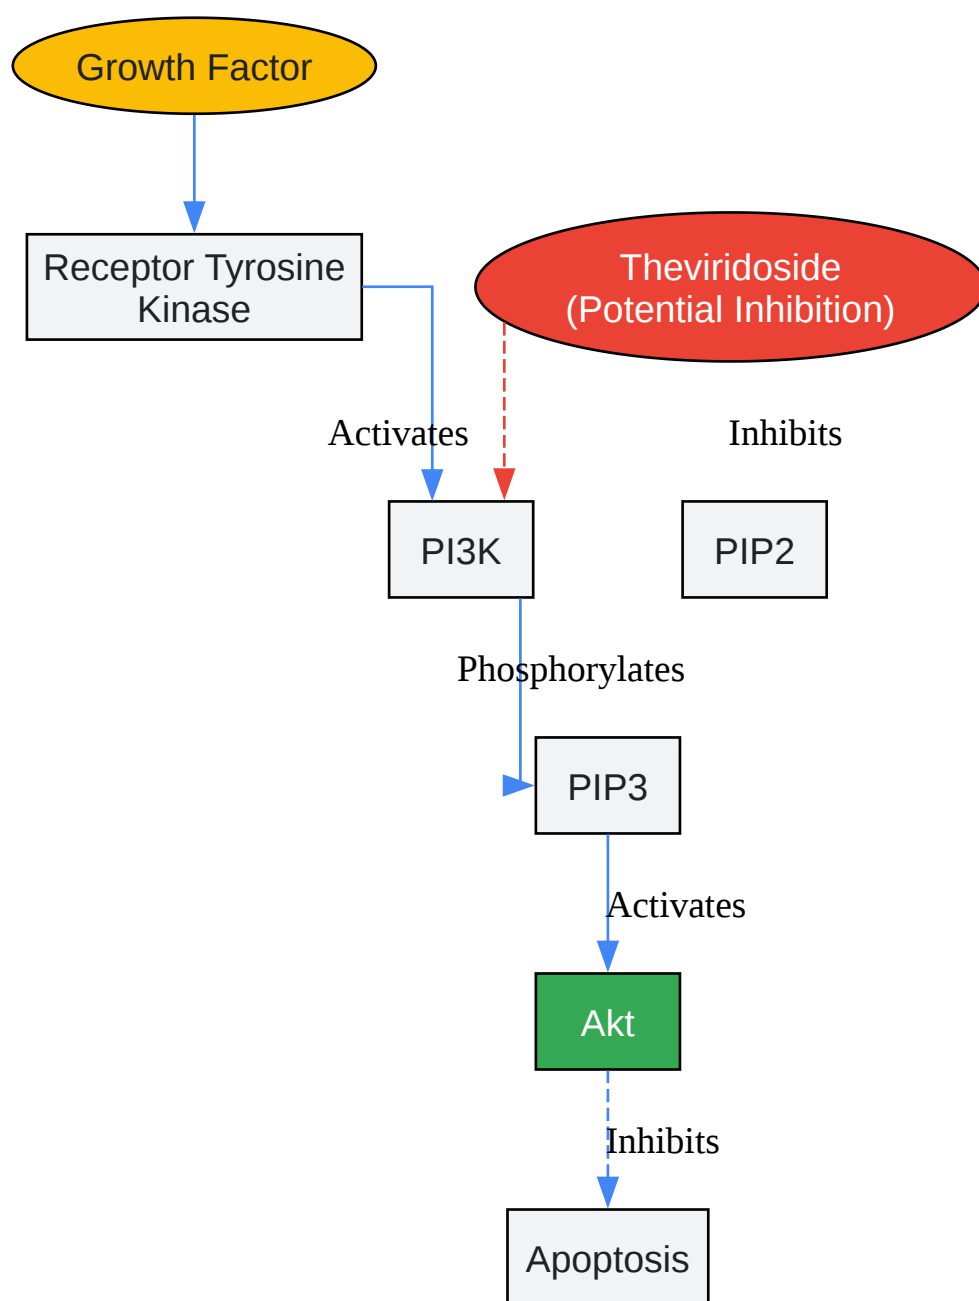 Growth Factor
Receptor Tyrosine
Kinase
Theviridoside
(Potential Inhibition)
Activates
Inhibits
PI3K
PIP2
Phosphorylates
PIP3
Activates
Akt
Inhibits
Apoptosis